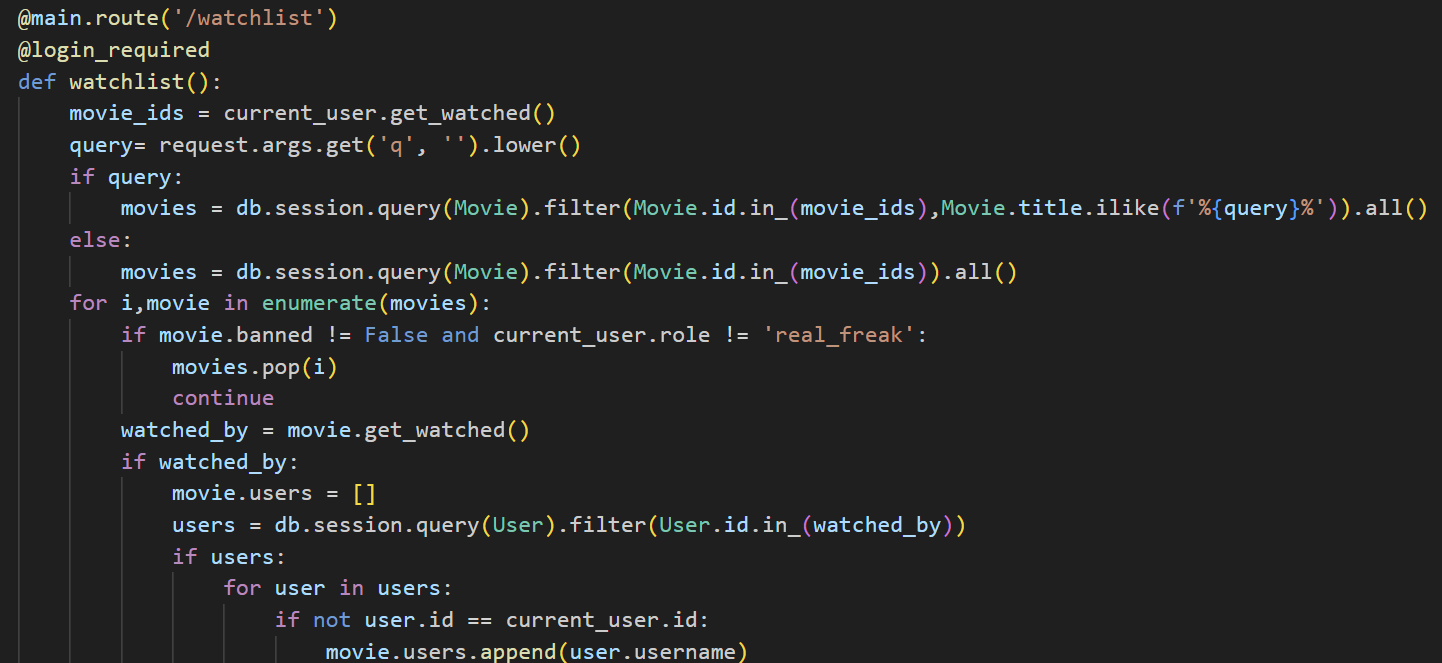 @main.route('/watchlist')
@login_required
def watchlist():
    movie_ids = current_user.get_watched()
    query= request.args.get('q', '').lower()
    if query:
        movies = db.session.query(Movie).filter(Movie.id.in_(movie_ids),Movie.title.ilike(f'%{query}%')).all()
    else:
        movies = db.session.query(Movie).filter(Movie.id.in_(movie_ids)).all()
    for i,movie in enumerate(movies):
        if movie.banned != False and current_user.role != 'real_freak':
            movies.pop(i)
            continue
        watched_by = movie.get_watched()
        if watched_by:
            movie.users = []
            users = db.session.query(User).filter(User.id.in_(watched_by))
            if users:
                for user in users:
                    if not user.id == current_user.id:
                        movie.users.append(user.username)